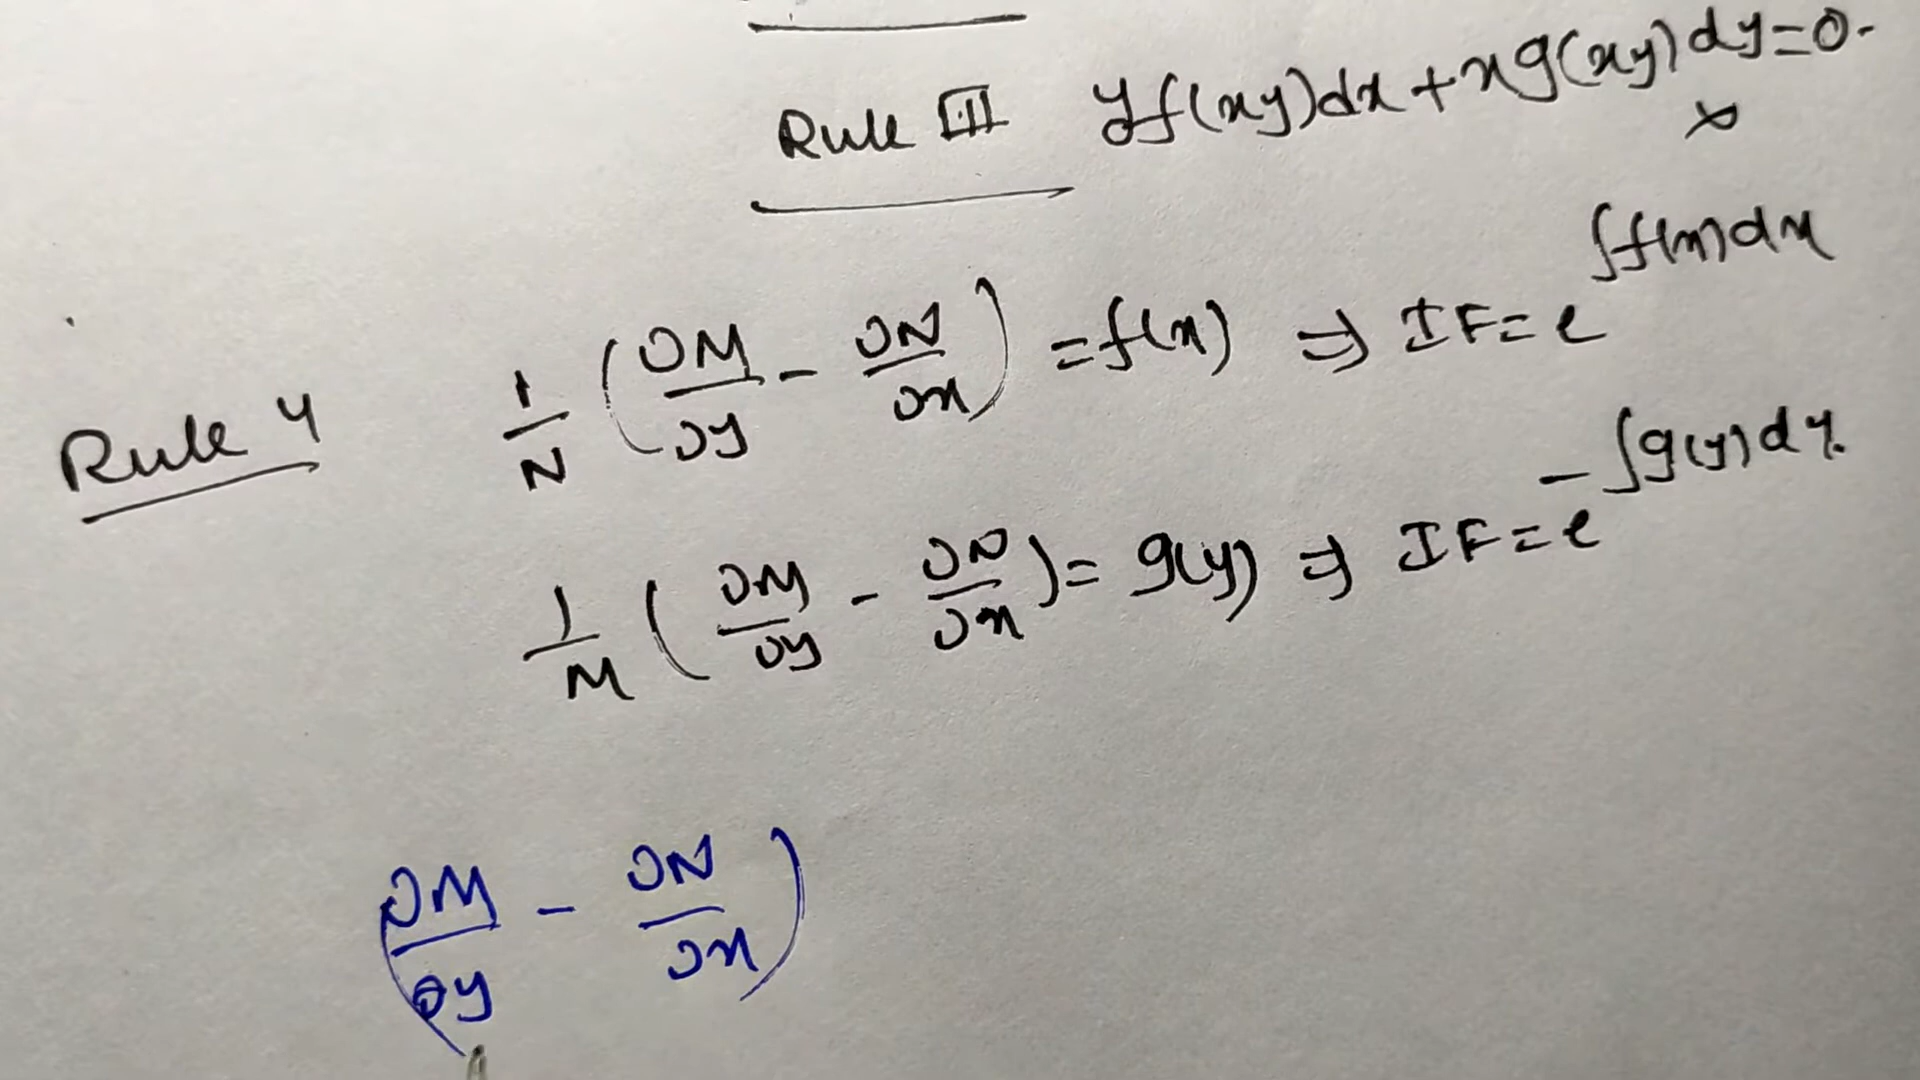 Rule III yf(xy)dx + xg(xy)dy = 0.
Rule 4 1/N (∂M/∂y - ∂N/∂x) = f(x) ⇒ IF = e^∫f(x)dx
1/M (∂M/∂y - ∂N/∂x) = g(y) ⇒ IF = e^-∫g(y)dy.
(∂M/∂y - ∂N/∂x)